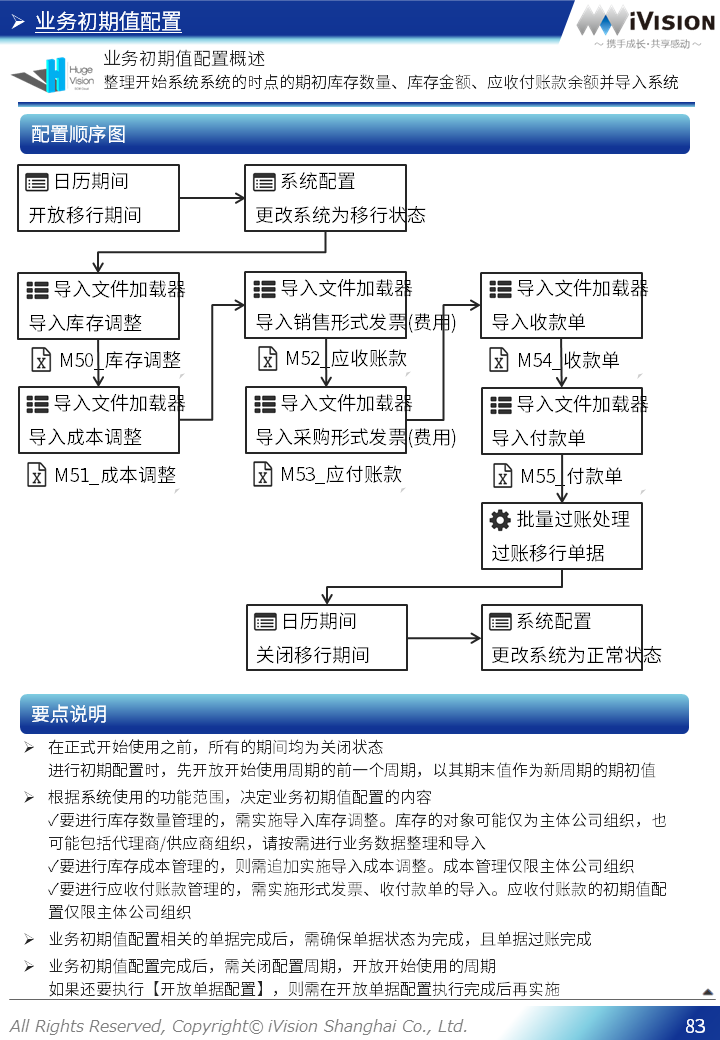 业务初期值配置
iVISION
～ 携手成长·共享感动 ～
Huge
Vision
业务初期值配置概述
整理开始系统系统的时点的期初库存数量、库存金额、应收付账款余额并导入系统
配置顺序图
日历期间
开放移行期间
系统配置
更改系统为移行状态
导入文件加载器
导入库存调整
导入文件加载器
导入销售形式发票(费用)
导入文件加载器
导入收款单
M50_库存调整
M52_应收账款
M54_收款单
导入文件加载器
导入成本调整
导入文件加载器
导入采购形式发票(费用)
导入文件加载器
导入付款单
M51_成本调整
M53_应付账款
M55_付款单
批量过账处理
过账移行单据
日历期间
关闭移行期间
系统配置
更改系统为正常状态
要点说明
➢ 在正式开始使用之前，所有的期间均为关闭状态
进行初期配置时，先开放开始使用周期的前一个周期，以其期末值作为新周期的期初值
➢ 根据系统使用的功能范围，决定业务初期值配置的内容
✓要进行库存数量管理的，需实施导入库存调整。库存的对象可能仅为主体公司组织，也
可能包括代理商/供应商组织，请按需进行业务数据整理和导入
✓要进行库存成本管理的，则需追加实施导入成本调整。成本管理仅限主体公司组织
✓要进行应收付账款管理的，需实施形式发票、收付款单的导入。应收付账款的初期值配
置仅限主体公司组织
➢ 业务初期值配置相关的单据完成后，需确保单据状态为完成，且单据过账完成
➢ 业务初期值配置完成后，需关闭配置周期，开放开始使用的周期
如果还要执行【开放单据配置】，则需在开放单据配置执行完成后再实施
All Rights Reserved, Copyright© iVision Shanghai Co., Ltd.
83